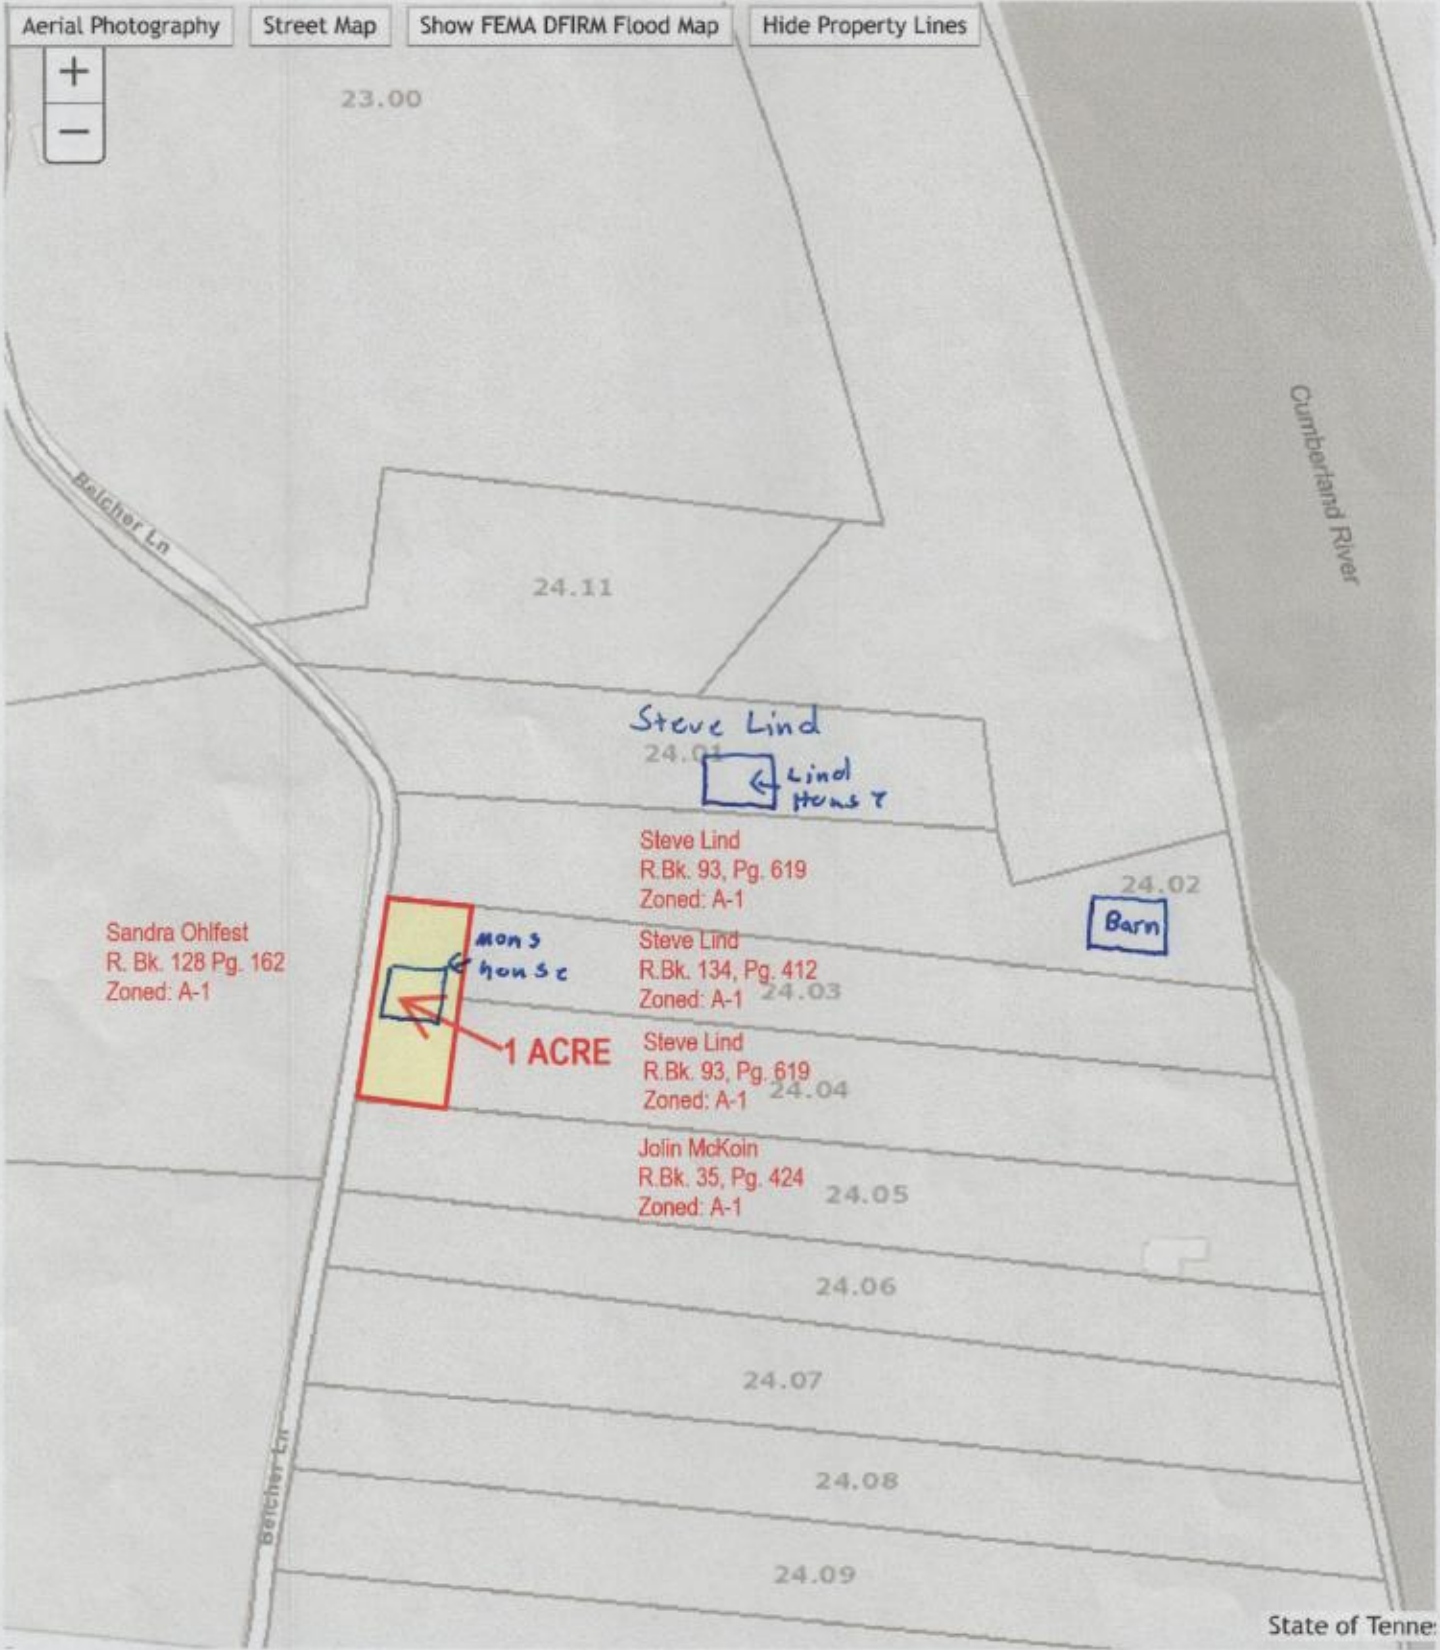 Aerial Photography Street Map Show FEMA DFIRM Flood Map Hide Property Lines
+
−
23.00
Cumberland River
Belcher Ln
24.11
Steve Lind
24.01
Lind
House
Steve Lind
R.Bk. 93, Pg. 619
Zoned: A-1
24.02
Barn
Sandra Ohlfest
R. Bk. 128 Pg. 162
Zoned: A-1
Moms
house
Steve Lind
R.Bk. 134, Pg. 412
Zoned: A-1
24.03
1 ACRE
Steve Lind
R.Bk. 93, Pg. 619
Zoned: A-1
24.04
Jolin McKoin
R.Bk. 35, Pg. 424
Zoned: A-1
24.05
24.06
24.07
24.08
Belcher Ln
24.09
State of Tenne